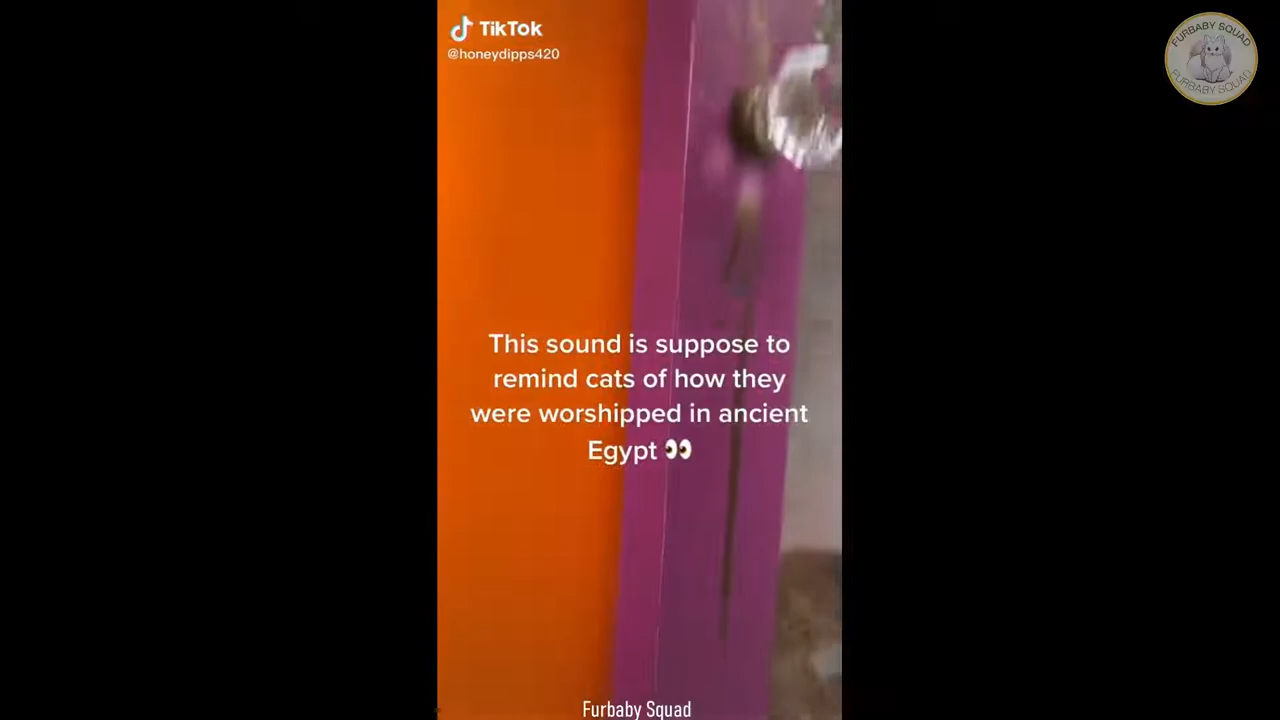 TikTok
@honeydipps420
FURBABY SQUAD
FURBABY SQUAD
This sound is suppose to
remind cats of how they
were worshipped in ancient
Egypt 👀
Furbaby Squad